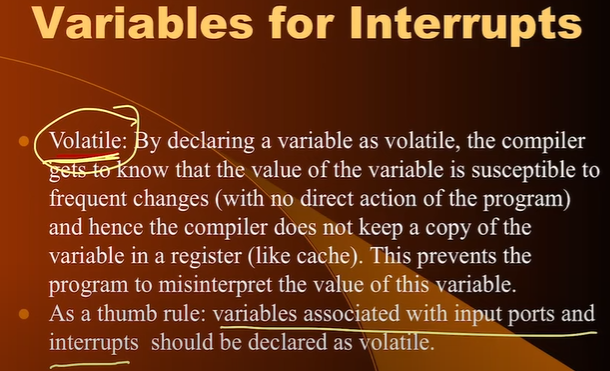 Variables for Interrupts
Volatile: By declaring a variable as volatile, the compiler
gets to know that the value of the variable is susceptible to
frequent changes (with no direct action of the program)
and hence the compiler does not keep a copy of the
variable in a register (like cache). This prevents the
program to misinterpret the value of this variable.
As a thumb rule: variables associated with input ports and
interrupts should be declared as volatile.